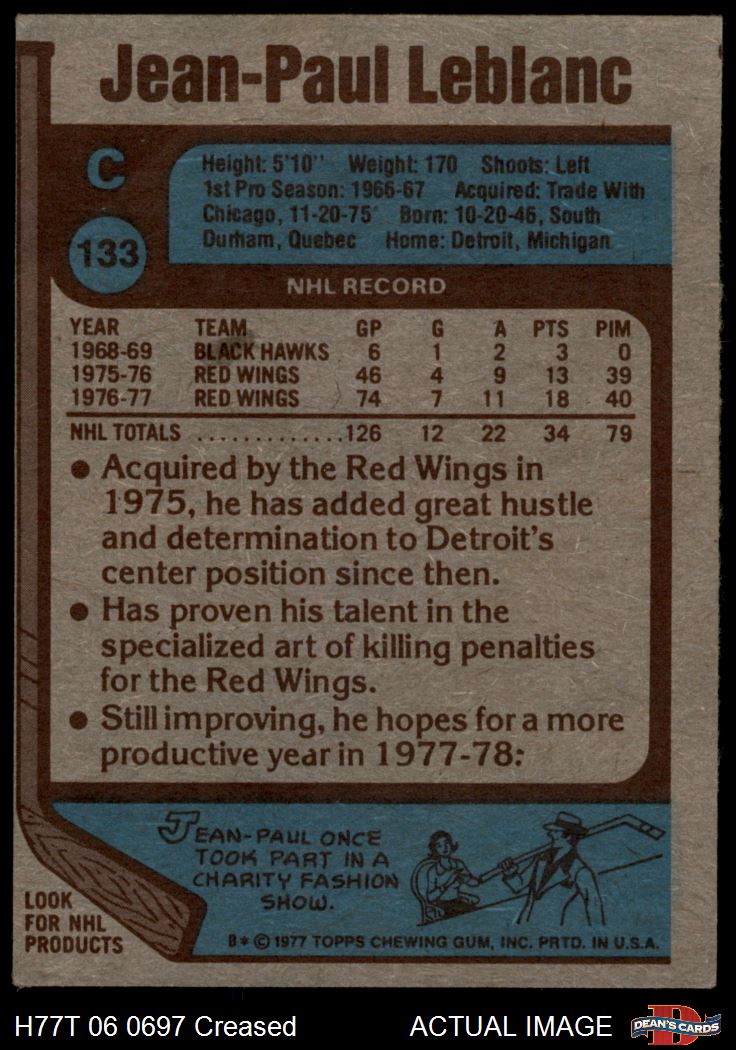 Jean-Paul Leblanc
C
133
Height: 5'10" Weight: 170 Shoots: Left
1st Pro Season: 1966-67 Acquired: Trade With
Chicago, 11-20-75 Born: 10-20-46, South
Durham, Quebec Home: Detroit, Michigan
NHL RECORD
YEAR TEAM GP G A PTS PIM
1968-69 BLACK HAWKS 6 1 2 3 0
1975-76 RED WINGS 46 4 9 13 39
1976-77 RED WINGS 74 7 11 18 40
NHL TOTALS .............126 12 22 34 79
● Acquired by the Red Wings in
1975, he has added great hustle
and determination to Detroit's
center position since then.
● Has proven his talent in the
specialized art of killing penalties
for the Red Wings.
● Still improving, he hopes for a more
productive year in 1977-78:
JEAN-PAUL ONCE
TOOK PART IN A
CHARITY FASHION
SHOW.
LOOK
FOR NHL
PRODUCTS
B * © 1977 TOPPS CHEWING GUM, INC. PRTD. IN U.S.A.
H77T 06 0697 Creased ACTUAL IMAGE
D
DEAN'S CARDS